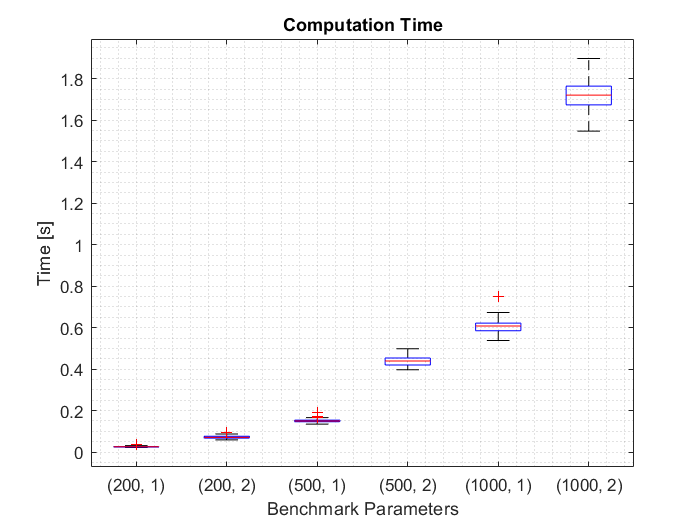 Computation Time
Time [s]
1.8
1.6
1.4
1.2
1
0.8
0.6
0.4
0.2
0
(200, 1) (200, 2) (500, 1) (500, 2) (1000, 1) (1000, 2)
Benchmark Parameters